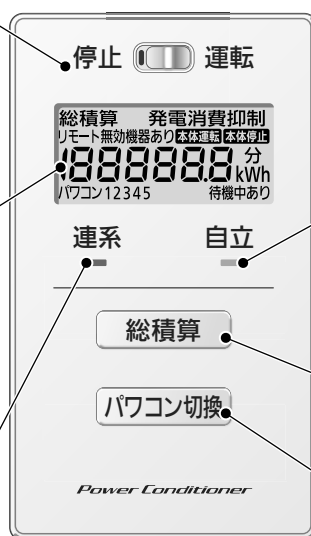 停止 運転
総積算 発電消費抑制
リモート無効機器あり 本体運転 本体停止
188888.8 分 kWh
パワコン12345 待機中あり
連系 自立
総積算
パワコン切換
Power Conditioner